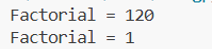 Factorial = 120
Factorial = 1